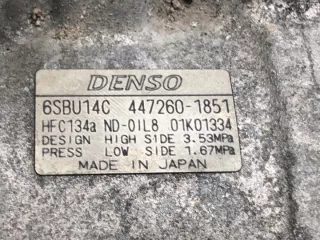 DENSO
6SBU14C 447260-1851
HFC134a ND-OIL8 01K01334
DESIGN HIGH SIDE 3.53MPa
PRESS LOW SIDE 1.67MPa
MADE IN JAPAN